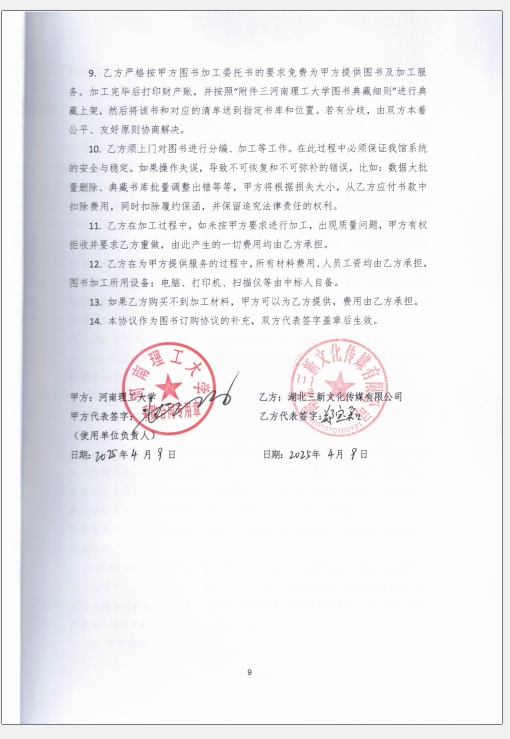 9. 乙方严格按甲方图书加工委托书的要求免费为甲方提供图书及加工服
务。加工完毕后打印财产账，并按照“附件三河南理工大学图书典藏细则”进行典
藏上架，然后将该书和对应的清单送到指定书库和位置。若有分歧，由双方本着
公平、友好原则协商解决。
10. 乙方须上门对图书进行分编、加工等工作。在此过程中必须保证我馆系统
的安全与稳定。如果操作失误，导致不可恢复和不可弥补的错误，比如：数据大批
量删除、典藏书库批量调整出错等等，甲方将根据损失大小，从乙方应付书款中
扣除费用，同时扣除履约保函，并保留追究法律责任的权利。
11. 乙方在加工过程中，如未按甲方要求进行加工，出现质量问题，甲方有权
拒收并要求乙方重做，由此产生的一切费用均由乙方承担。
12. 乙方在为甲方提供服务的过程中，所有材料费用、人员工资均由乙方承担，
图书加工所用设备：电脑、打印机、扫描仪等由中标人自备。
13. 如果乙方购买不到加工材料，甲方可以为乙方提供，费用由乙方承担。
14. 本协议作为图书订购协议的补充，双方代表签字盖章后生效。
河南理工大学
三新文化传媒有限公司
甲方：河南理工大学
乙方：湖北三新文化传媒有限公司
甲方代表签字：
乙方代表签字：
（使用单位负责人）
日期：2025年 4 月 9 日
日期：2025年 4月 9 日
9